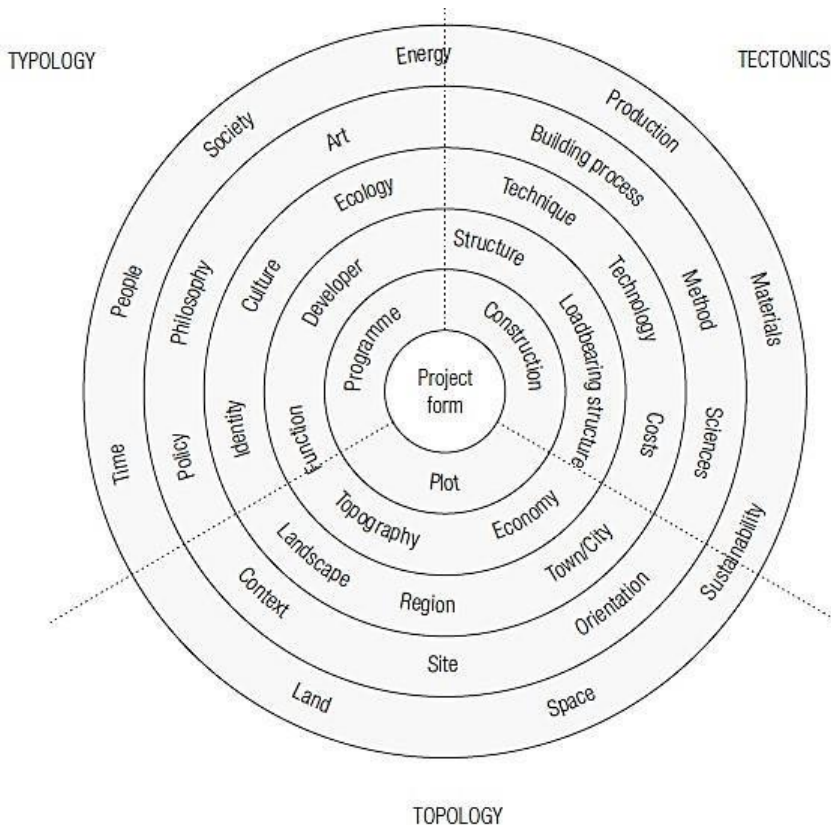 TYPOLOGY
TECTONICS
Energy
Society
Production
Art
Building process
Ecology
Technique
People
Philosophy
Culture
Developer
Structure
Technology
Method
Materials
Programme
Construction
Loadbearing structure
Project
form
Time
Policy
Identity
Function
Costs
Sciences
Plot
Topography
Economy
Sustainability
Landscape
Town/City
Context
Region
Orientation
Site
Land
Space
TOPOLOGY